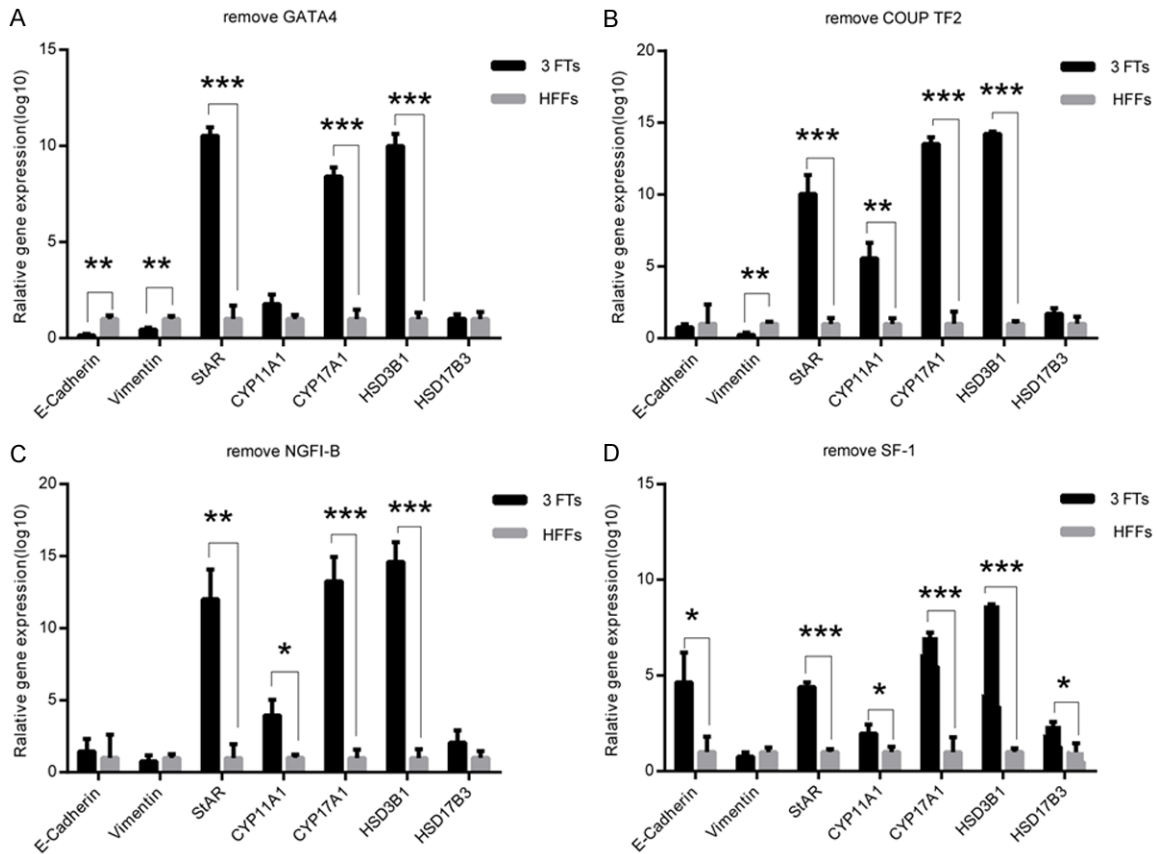 A
remove GATA4
Ralative gene expression(log10)
15
10
5
0
***
***
***
**
**
3 FTs
HFFs
E-Cadherin
Vimentin
StAR
CYP11A1
CYP17A1
HSD3B1
HSD17B3
B
remove COUP TF2
Ralative gene expression(log10)
20
15
10
5
0
***
***
***
**
**
3 FTs
HFFs
E-Cadherin
Vimentin
StAR
CYP11A1
CYP17A1
HSD3B1
HSD17B3
C
remove NGFI-B
Ralative gene expression(log10)
20
15
10
5
0
**
***
***
*
3 FTs
HFFs
E-Cadherin
Vimentin
StAR
CYP11A1
CYP17A1
HSD3B1
HSD17B3
D
remove SF-1
Ralative gene expression(log10)
15
10
5
0
*
***
*
***
***
*
3 FTs
HFFs
E-Cadherin
Vimentin
StAR
CYP11A1
CYP17A1
HSD3B1
HSD17B3